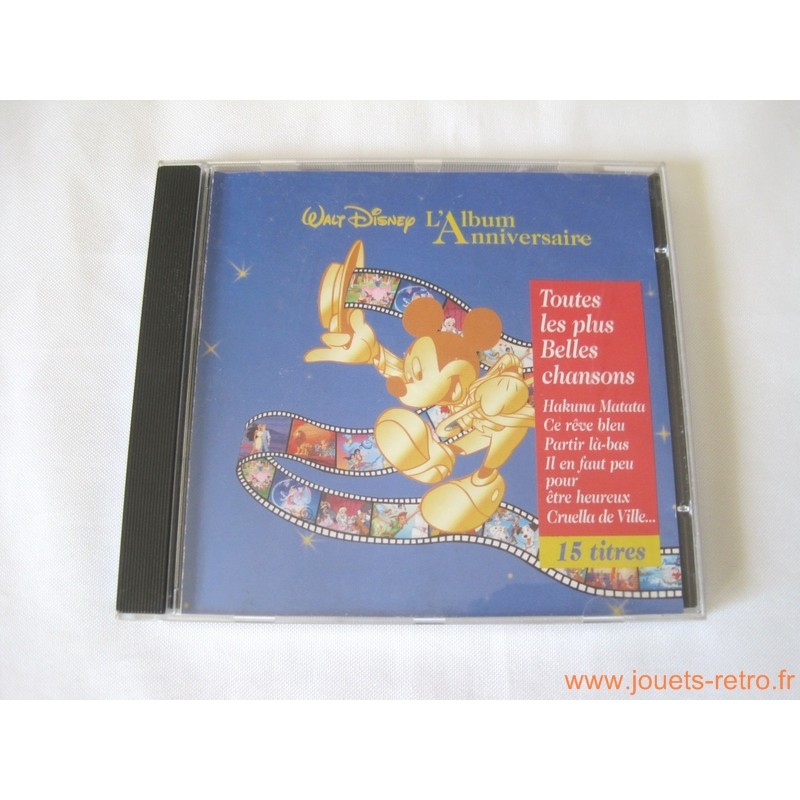 WALT DISNEY L'Album
Anniversaire
Toutes
les plus
Belles
chansons
Hakuna Matata
Ce rêve bleu
Partir là-bas
Il en faut peu
pour
être heureux
Cruella de Ville...
15 titres
www.jouets-retro.fr